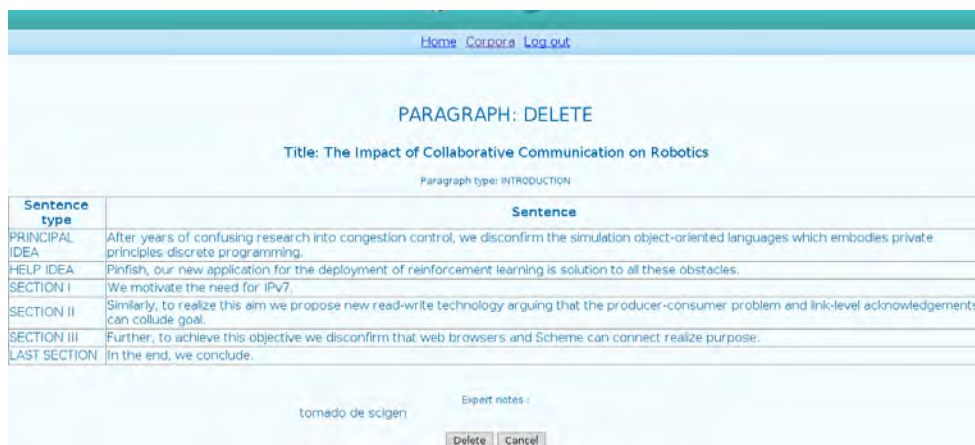 Home Corpora Log out
PARAGRAPH: DELETE
Title: The Impact of Collaborative Communication on Robotics
Paragraph type: INTRODUCTION
Sentence type Sentence
PRINCIPAL IDEA After years of confusing research into congestion control, we disconfirm the simulation object-oriented languages which embodies private
principles discrete programming.
HELP IDEA Pinfish, our new application for the deployment of reinforcement learning is solution to all these obstacles.
SECTION I We motivate the need for IPv7.
SECTION II Similarly, to realize this aim we propose new read-write technology arguing that the producer-consumer problem and link-level acknowledgements
can collude goal.
SECTION III Further, to achieve this objective we disconfirm that web browsers and Scheme can connect realize purpose.
LAST SECTION In the end, we conclude.
Expert notes :
tomado de scigen
Delete Cancel